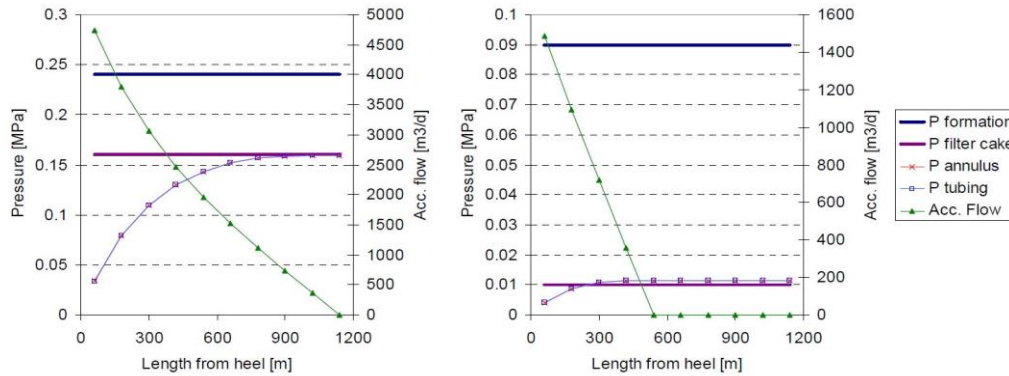 0.3
0.25
0.2
0.15
0.1
0.05
0
Pressure [MPa]
5000
4500
4000
3500
3000
2500
2000
1500
1000
500
0
Acc. flow [m3/d]
0 300 600 900 1200
Length from heel [m]
0.1
0.09
0.08
0.07
0.06
0.05
0.04
0.03
0.02
0.01
0
Pressure [MPa]
1600
1400
1200
1000
800
600
400
200
0
Acc. flow [m3/d]
0 300 600 900 1200
Length from heel [m]
P formation
P filter cake
P annulus
P tubing
Acc. Flow